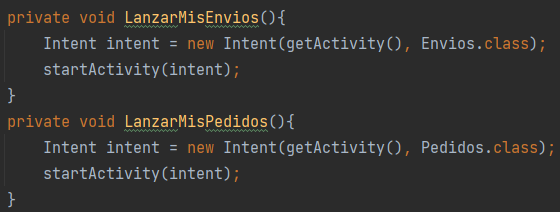 private void LanzarMisEnvios(){
    Intent intent = new Intent(getActivity(), Envios.class);
    startActivity(intent);
}
private void LanzarMisPedidos(){
    Intent intent = new Intent(getActivity(), Pedidos.class);
    startActivity(intent);
}